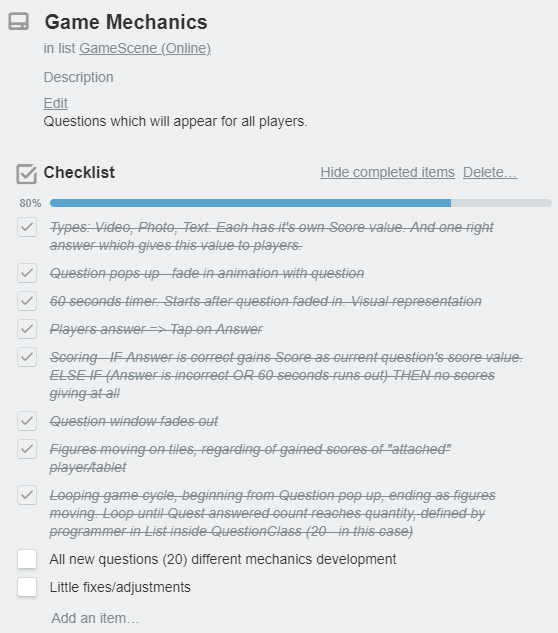 Game Mechanics
in list GameScene (Online)
Description
Edit
Questions which will appear for all players.
Checklist
Hide completed items Delete…
80%
Types: Video, Photo, Text. Each has it's own Score value. And one right
answer which gives this value to players.
Question pops up - fade in animation with question
60 seconds timer. Starts after question faded in. Visual representation
Players answer => Tap on Answer
Scoring - IF Answer is correct gains Score as current question's score value.
ELSE IF (Answer is incorrect OR 60 seconds runs out) THEN no scores
giving at all
Question window fades out
Figures moving on tiles, regarding of gained scores of "attached"
player/tablet
Looping game cycle, beginning from Question pop up, ending as figures
moving. Loop until Quest answered count reaches quantity, defined by
programmer in List inside QuestionClass (20 - in this case)
All new questions (20) different mechanics development
Little fixes/adjustments
Add an item…